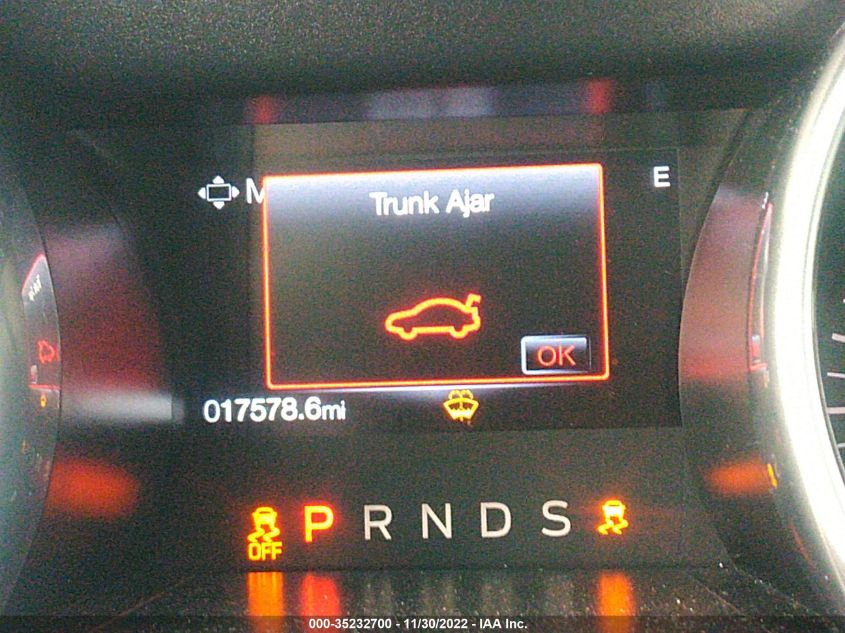 M
E
Trunk Ajar
OK
017578.6mi
OFF P R N D S
000-35232700 - 11/30/2022 - IAA Inc.